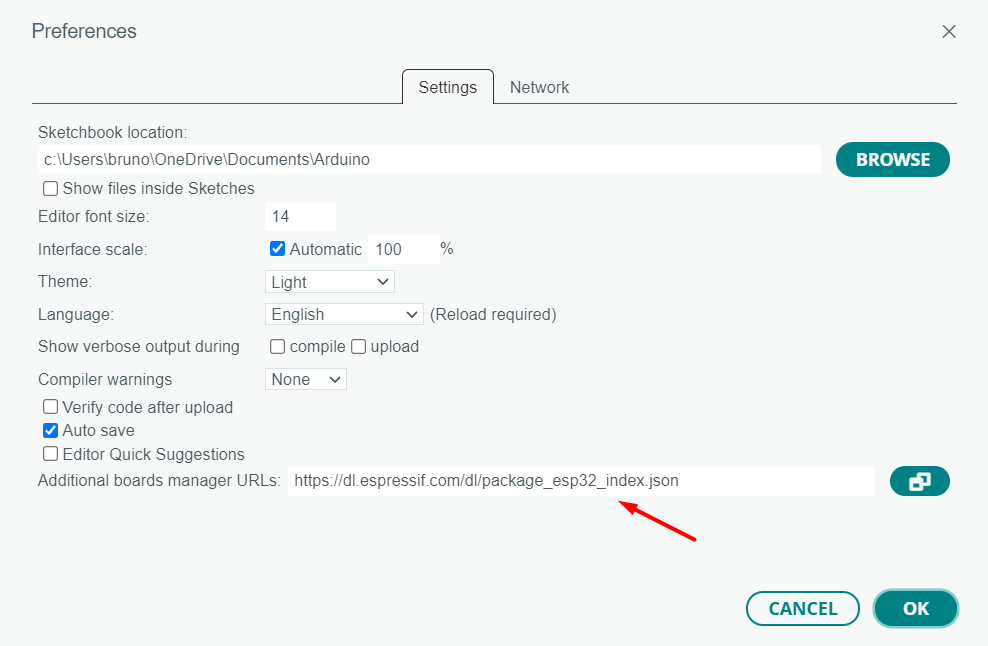 Preferences
Settings Network
Sketchbook location:
c:\Users\bruno\OneDrive\Documents\Arduino BROWSE
Show files inside Sketches
Editor font size: 14
Interface scale: Automatic 100 %
Theme: Light
Language: English (Reload required)
Show verbose output during compile upload
Compiler warnings None
Verify code after upload
Auto save
Editor Quick Suggestions
Additional boards manager URLs: https://dl.espressif.com/dl/package_esp32_index.json
CANCEL OK